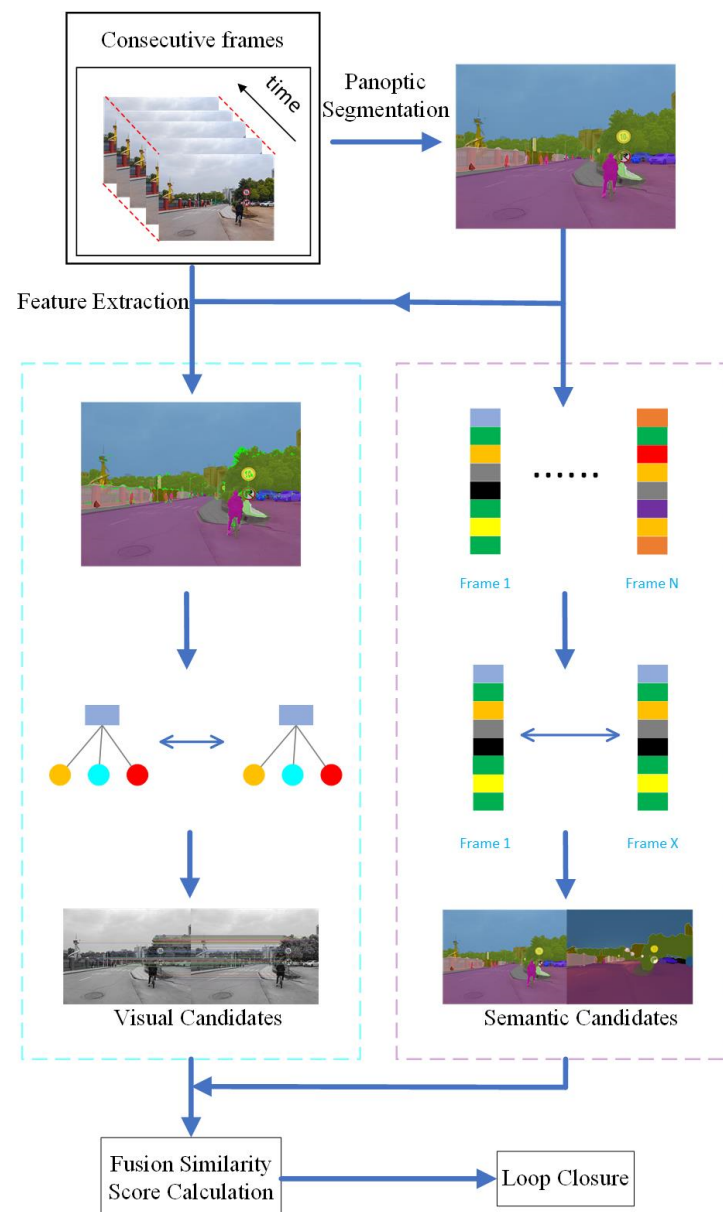 Consecutive frames
time
Panoptic
Segmentation
Feature Extraction
......
Frame 1
Frame N
Frame 1
Frame X
Visual Candidates
Semantic Candidates
Fusion Similarity
Score Calculation
Loop Closure